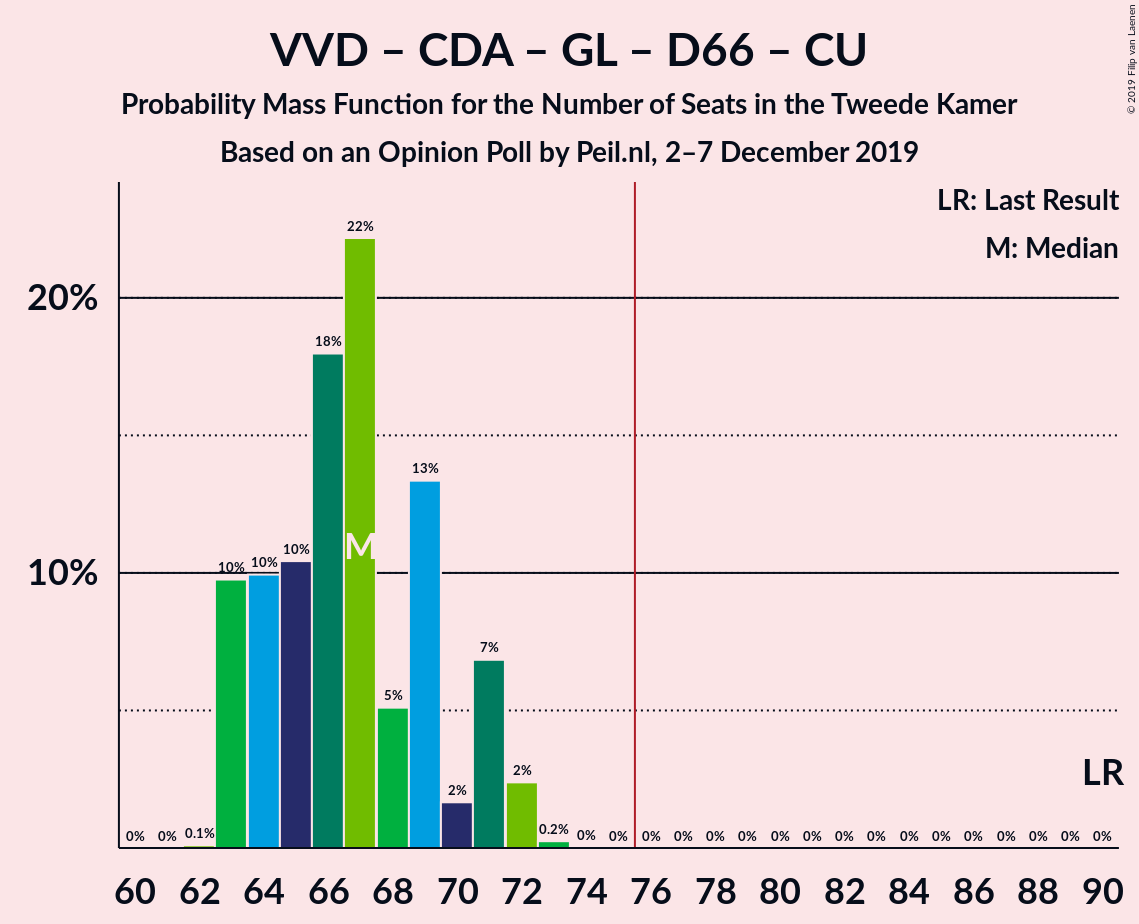 VVD – CDA – GL – D66 – CU
Probability Mass Function for the Number of Seats in the Tweede Kamer
Based on an Opinion Poll by Peil.nl, 2–7 December 2019
© 2019 Filip van Laenen
LR: Last Result
M: Median
20%
10%
0% 0% 0.1% 10% 10% 10% 18% 22% 5% 13% 2% 7% 2% 0.2% 0% 0% 0% 0% 0% 0% 0% 0% 0% 0% 0% 0% 0% 0% 0% 0% 0%
M
LR
60 62 64 66 68 70 72 74 76 78 80 82 84 86 88 90